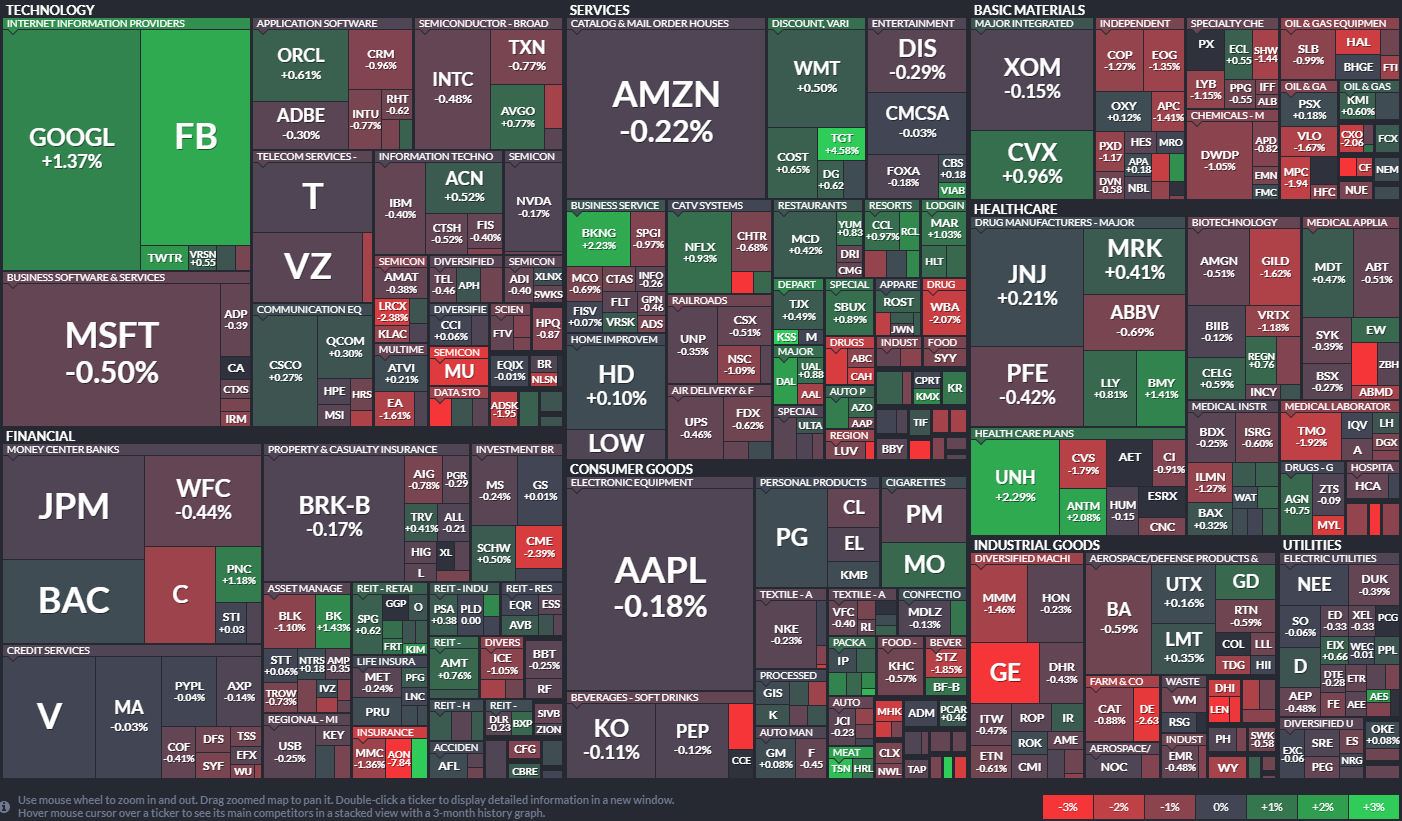 TECHNOLOGY
INTERNET INFORMATION PROVIDERS
GOOGL
+1.37%
FB
TWTR
VRSN
+0.55
APPLICATION SOFTWARE
ORCL
+0.61%
CRM
-0.96%
ADBE
-0.30%
INTU
-0.77%
RHT
-0.62
SEMICONDUCTOR - BROAD
INTC
-0.48%
TXN
-0.77%
AVGO
+0.77%
BUSINESS SOFTWARE & SERVICES
MSFT
-0.50%
ADP
-0.39
CA
CTXS
IRM
TELECOM SERVICES -
T
VZ
INFORMATION TECHNO
IBM
-0.40%
ACN
+0.52%
CTSH
-0.52%
FIS
-0.40%
SEMICON
NVDA
-0.17%
COMMUNICATION EQ
CSCO
+0.27%
QCOM
+0.30%
HPE
HRS
MSI
SEMICON
AMAT
-0.38%
LRCX
-2.38%
KLAC
DIVERSIFIED
TEL
-0.46
APH
SEMICON
ADI
-0.40
XLNX
SWKS
DIVERSIFIE
CCI
+0.06%
SCIEN
FTV
HPQ
-0.87
MULTIME
ATVI
+0.21%
EA
-1.61%
SEMICON
MU
DATA STO
EQIX
-0.01%
BR
NLSN
ADSK
-1.95
SERVICES
CATALOG & MAIL ORDER HOUSES
AMZN
-0.22%
DISCOUNT, VARI
WMT
+0.50%
TGT
+4.58%
COST
+0.65%
DG
+0.62
ENTERTAINMENT
DIS
-0.29%
CMCSA
-0.03%
FOXA
-0.18%
CBS
+0.18
VIAB
BUSINESS SERVICE
BKNG
+2.23%
SPGI
-0.97%
MCO
-0.69%
CTAS
INFO
-0.26
FLT
GPN
-0.46
FISV
+0.07%
VRSK
ADS
CATV SYSTEMS
NFLX
+0.93%
CHTR
-0.68%
RESTAURANTS
MCD
+0.42%
YUM
+0.83
DRI
CMG
RESORTS
CCL
+0.97%
RCL
LODGIN
MAR
+1.03%
HLT
RAILROADS
UNP
-0.35%
CSX
-0.51%
NSC
-1.09%
DEPART
TJX
+0.49%
KSS
M
SPECIAL
SBUX
+0.89%
APPARE
ROST
JWN
DRUG
WBA
-2.07%
HOME IMPROVEM
HD
+0.10%
LOW
AIR DELIVERY & F
UPS
-0.46%
FDX
-0.62%
MAJOR
DAL
UAL
+0.88
AAL
DRUGS
ABC
CAH
INDUST
FOOD
SYY
AUTO P
AZO
AAP
CPRT
KMX
KR
SPECIAL
ULTA
TIF
REGION
LUV
BBY
BASIC MATERIALS
MAJOR INTEGRATED
XOM
-0.15%
CVX
+0.96%
INDEPENDENT
COP
-1.27%
EOG
-1.35%
OXY
+0.12%
APC
-1.41%
PXD
-1.17
HES
MRO
APA
+0.18
DVN
-0.58
NBL
SPECIALTY CHE
PX
ECL
+0.55
SHW
-1.44
LYB
-1.15%
PPG
-0.55
IFF
ALB
CHEMICALS - M
DWDP
-1.05%
APD
-0.82
EMN
FMC
OIL & GAS EQUIPMEN
SLB
-0.99%
HAL
BHGE
FTI
OIL & GA
PSX
+0.18%
VLO
-1.67%
MPC
-1.94
HFC
OIL & GAS
KMI
+0.60%
CXO
-2.06
FCX
CF
NEM
NUE
HEALTHCARE
DRUG MANUFACTURERS - MAJOR
JNJ
+0.21%
MRK
+0.41%
ABBV
-0.69%
PFE
-0.42%
LLY
+0.81%
BMY
+1.41%
BIOTECHNOLOGY
AMGN
-0.51%
GILD
-1.62%
BIIB
-0.12%
VRTX
-1.18%
REGN
+0.76
CELG
+0.59%
INCY
MEDICAL APPLIA
MDT
+0.47%
ABT
-0.51%
SYK
-0.39%
EW
BSX
-0.27%
ZBH
ABMD
HEALTH CARE PLANS
UNH
+2.29%
CVS
-1.79%
AET
CI
-0.91%
ANTM
+2.08%
HUM
-0.15
ESRX
CNC
MEDICAL INSTR
BDX
-0.25%
ISRG
-0.60%
ILMN
-1.27%
WAT
BAX
+0.32%
MEDICAL LABORATOR
TMO
-1.92%
IQV
LH
A
DGX
DRUGS - G
AGN
+0.75
ZTS
-0.09
MYL
HOSPITA
HCA
FINANCIAL
MONEY CENTER BANKS
JPM
WFC
-0.44%
BAC
C
PNC
+1.18%
STI
+0.03
PROPERTY & CASUALTY INSURANCE
BRK-B
-0.17%
AIG
-0.78%
PGR
-0.29
TRV
+0.41%
ALL
-0.21
HIG
XL
L
INVESTMENT BR
MS
-0.24%
GS
+0.01%
SCHW
+0.50%
CME
-2.39%
CREDIT SERVICES
V
MA
-0.03%
PYPL
-0.04%
AXP
-0.14%
COF
-0.41%
DFS
TSS
SYF
EFX
WU
ASSET MANAGE
BLK
-1.10%
BK
+1.43%
STT
+0.06%
NTRS
+0.18
AMP
-0.35
TROW
-0.73%
IVZ
REIT - RETAI
SPG
+0.62
GGP
O
FRT
KIM
REIT - INDU
PSA
+0.38
PLD
0.00
REIT - RES
EQR
ESS
AVB
REIT -
AMT
+0.76%
DIVERS
ICE
-1.05%
BBT
-0.25%
RF
LIFE INSURA
MET
-0.24%
PFG
LNC
PRU
REGIONAL - MI
USB
-0.25%
KEY
INSURANCE
MMC
-1.36%
AON
-7.84
REIT - H
REIT -
DLR
-0.23
BXP
SIVB
ZION
ACCIDEN
AFL
CFG
CBRE
CONSUMER GOODS
ELECTRONIC EQUIPMENT
AAPL
-0.18%
PERSONAL PRODUCTS
PG
CL
EL
KMB
CIGARETTES
PM
MO
TEXTILE - A
NKE
-0.23%
TEXTILE - A
VFC
-0.40
RL
CONFECTIO
MDLZ
-0.13%
PACKA
IP
FOOD -
KHC
-0.57%
BEVER
STZ
-1.85%
BF-B
PROCESSED
GIS
K
BEVERAGES - SOFT DRINKS
KO
-0.11%
PEP
-0.12%
CCE
AUTO
JCI
-0.23
MHK
ADM
PCAR
+0.46
AUTO MAN
GM
+0.08%
F
-0.45
MEAT
TSN
HRL
CLX
NWL
TAP
INDUSTRIAL GOODS
DIVERSIFIED MACHI
MMM
-1.46%
HON
-0.23%
GE
DHR
-0.43%
ITW
-0.47%
ROP
IR
ROK
AME
ETN
-0.61%
CMI
AEROSPACE/DEFENSE PRODUCTS &
BA
-0.59%
UTX
+0.16%
GD
LMT
+0.35%
RTN
-0.59%
COL
LLL
TDG
HII
FARM & CO
CAT
-0.88%
DE
-2.63
WASTE
WM
RSG
DHI
LEN
AEROSPACE/
NOC
INDUST
EMR
-0.48%
PH
SWK
-0.58
WY
UTILITIES
ELECTRIC UTILITIES
NEE
DUK
-0.39%
SO
-0.06%
ED
-0.33
XEL
-0.33
PCG
D
EIX
+0.66
WEC
-0.01
PPL
DTE
-0.28
ETR
AEP
-0.48
FE
AEE
AES
DIVERSIFIED U
EXC
-0.06
SRE
ES
OKE
+0.08%
PEG
NRG
Use mouse wheel to zoom in and out. Drag zoomed map to pan it. Double-click a ticker to display detailed information in a new window.
Hover mouse cursor over a ticker to see its main competitors in a stacked view with a 3-month history graph.
-3%
-2%
-1%
0%
+1%
+2%
+3%